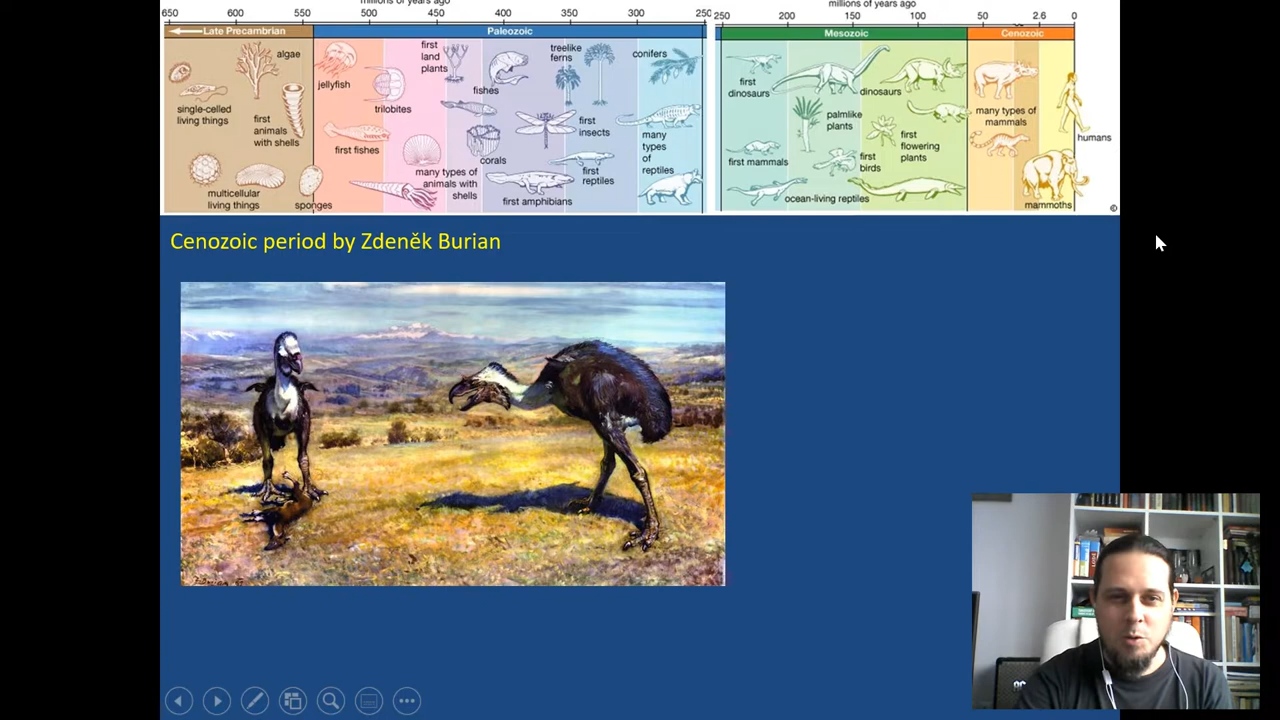 millions of years ago
650 600 550 500 450 400 350 300 250
Late Precambrian
Paleozoic
algae
single-celled
living things
first
animals
with shells
multicellular
living things
sponges
jellyfish
trilobites
first fishes
first
land
plants
many types of
animals with
shells
fishes
corals
first amphibians
treelike
ferns
first
insects
first
reptiles
conifers
many
types
of
reptiles
millions of years ago
250 200 150 100 50 2.6 0
Mesozoic
Cenozoic
first
dinosaurs
dinosaurs
palmlike
plants
first mammals
first
birds
first
flowering
plants
ocean-living reptiles
many types of
mammals
humans
mammoths
©
Cenozoic period by Zdeněk Burian